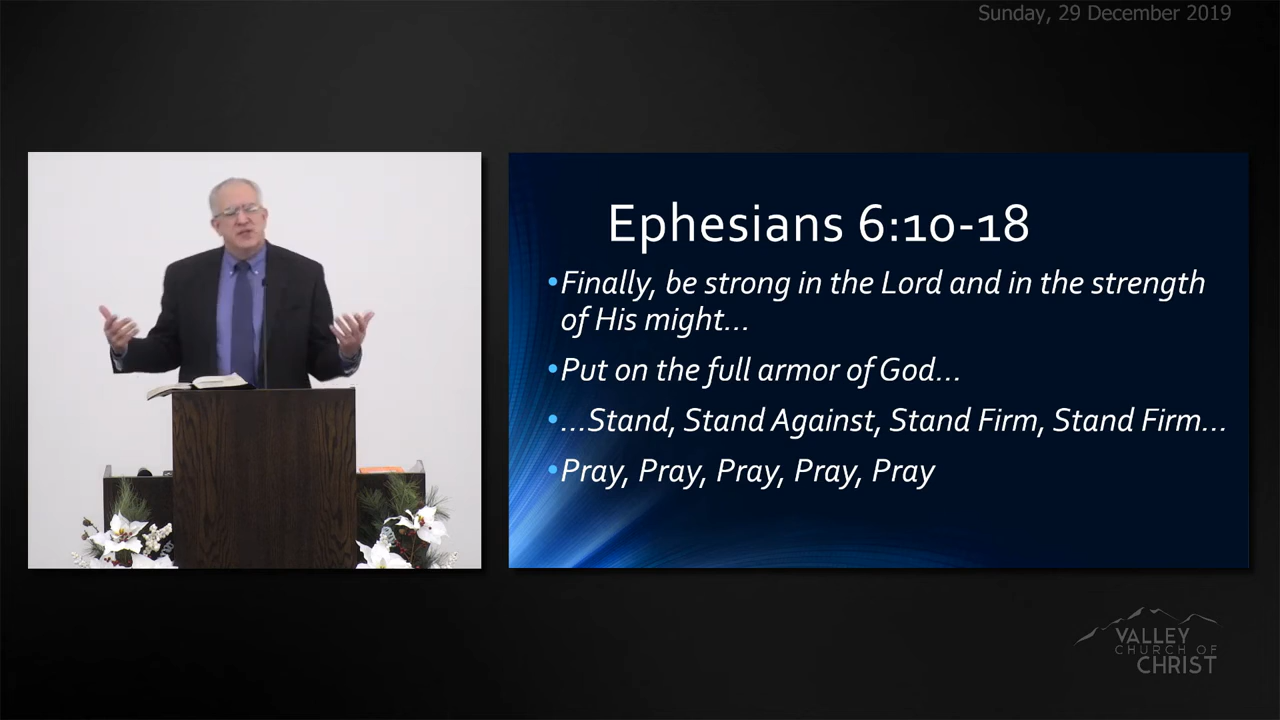 Sunday, 29 December 2019
Ephesians 6:10-18
•Finally, be strong in the Lord and in the strength
of His might...
•Put on the full armor of God...
•...Stand, Stand Against, Stand Firm, Stand Firm...
•Pray, Pray, Pray, Pray, Pray
VALLEY
CHURCH OF
CHRIST